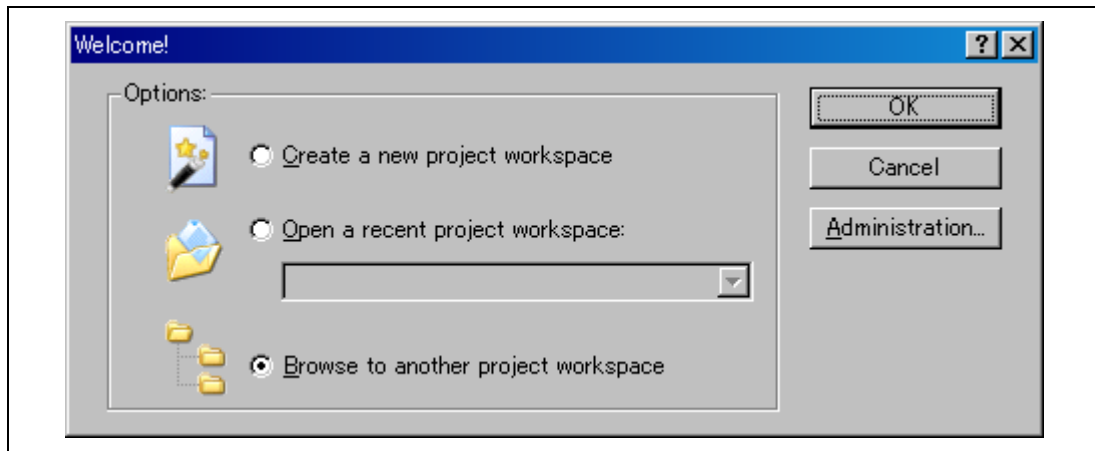 Welcome!
Options:
Create a new project workspace
Open a recent project workspace:
Browse to another project workspace
OK
Cancel
Administration...